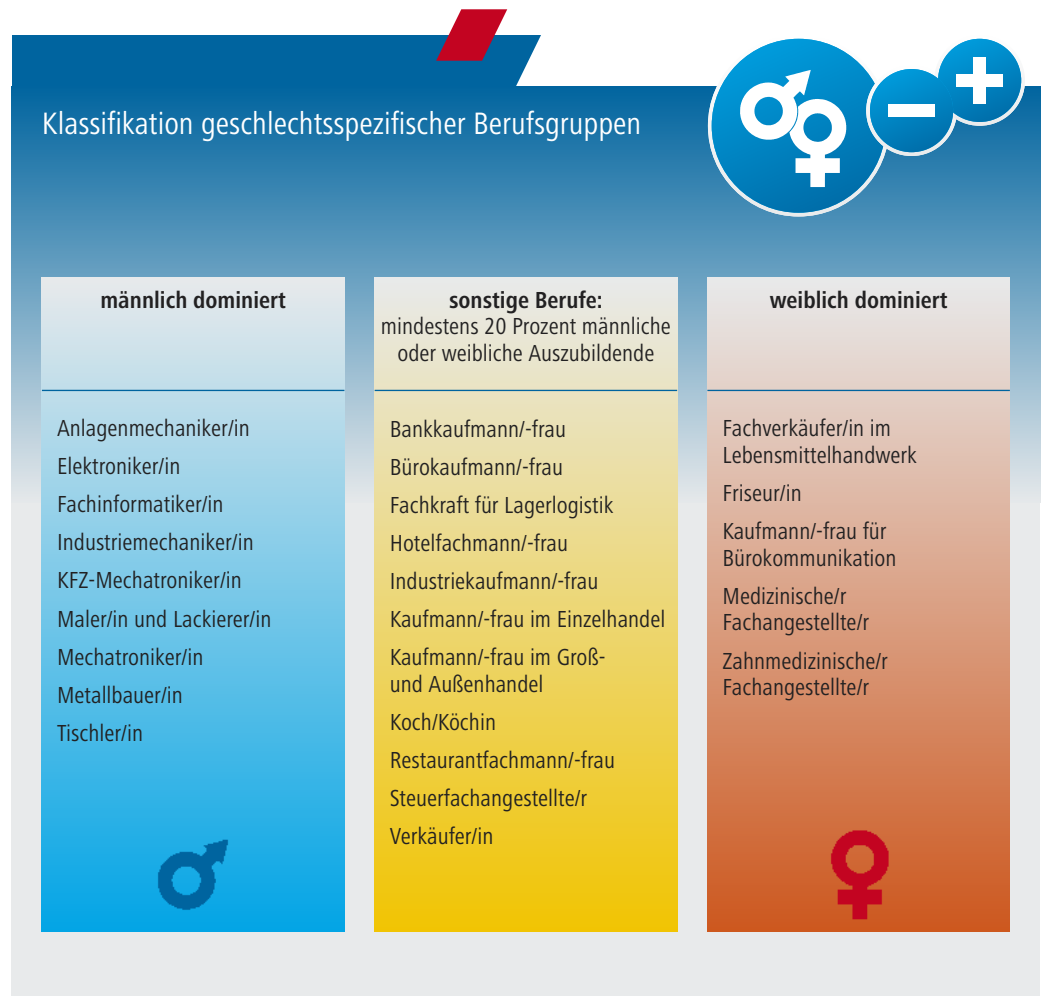 Klassifikation geschlechtsspezifischer Berufsgruppen
männlich dominiert
Anlagenmechaniker/in
Elektroniker/in
Fachinformatiker/in
Industriemechaniker/in
KFZ-Mechatroniker/in
Maler/in und Lackierer/in
Mechatroniker/in
Metallbauer/in
Tischler/in
sonstige Berufe:
mindestens 20 Prozent männliche
oder weibliche Auszubildende
Bankkaufmann/-frau
Bürokaufmann/-frau
Fachkraft für Lagerlogistik
Hotelfachmann/-frau
Industriekaufmann/-frau
Kaufmann/-frau im Einzelhandel
Kaufmann/-frau im Groß-
und Außenhandel
Koch/Köchin
Restaurantfachmann/-frau
Steuerfachangestellte/r
Verkäufer/in
weiblich dominiert
Fachverkäufer/in im
Lebensmittelhandwerk
Friseur/in
Kaufmann/-frau für
Bürokommunikation
Medizinische/r
Fachangestellte/r
Zahnmedizinische/r
Fachangestellte/r